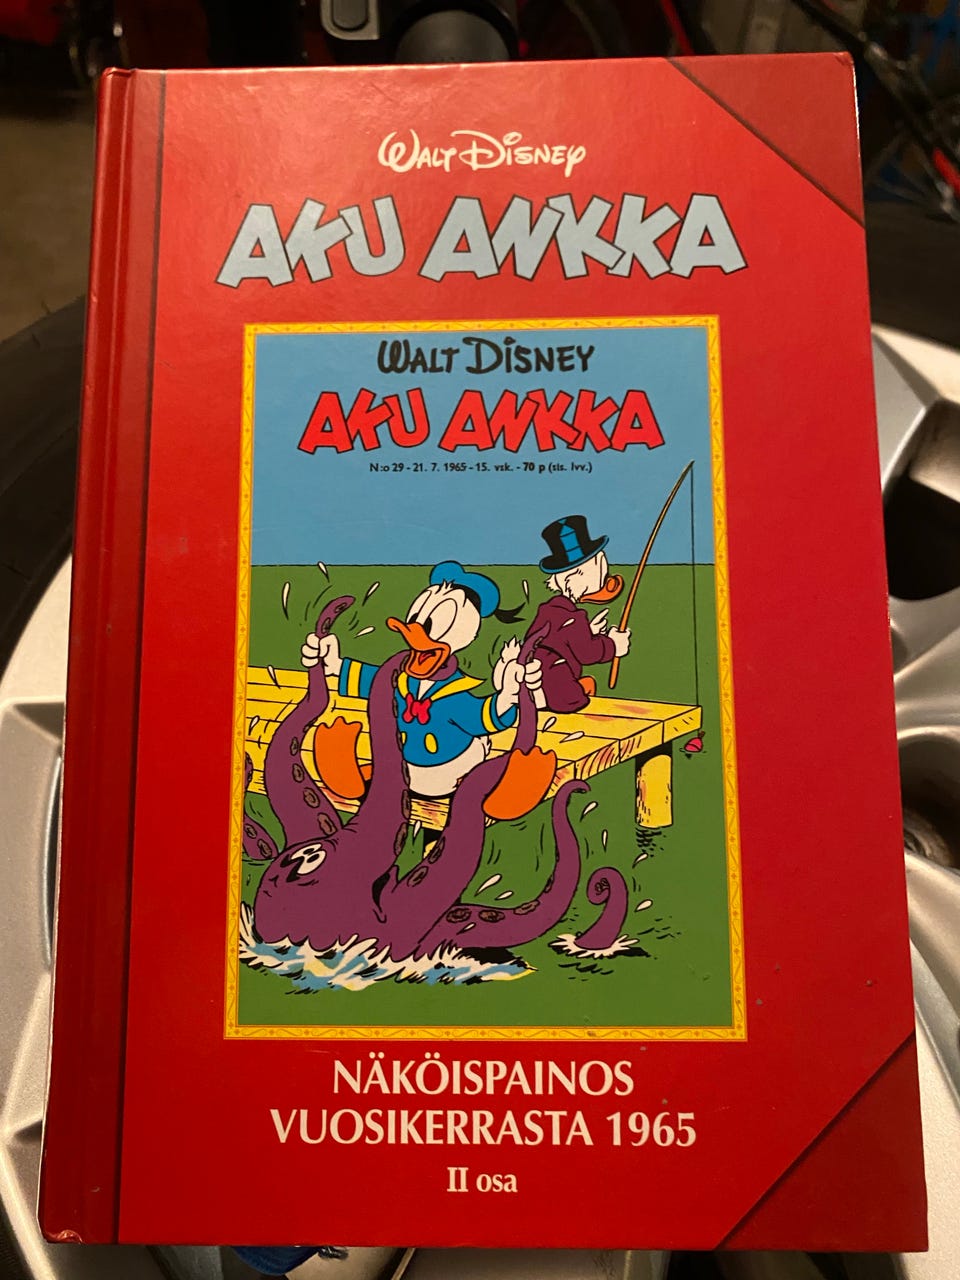 WALT DISNEY
AKU ANKKA
WALT DISNEY
AKU ANKKA
N:o 29 - 21. 7. 1965 - 15. vsk. - 70 p (sis. lvv.)
NÄKÖISPAINOS
VUOSIKERRASTA 1965
II osa